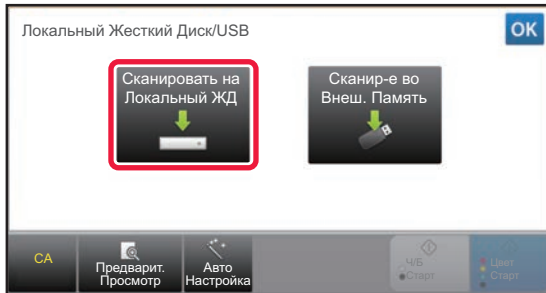 Локальный Жесткий Диск/USB
OK
Сканировать на
Локальный ЖД
Сканир-е во
Внеш. Память
CA
Предварит.
Просмотр
Авто
Настройка
Ч/Б
Старт
Цвет
Старт